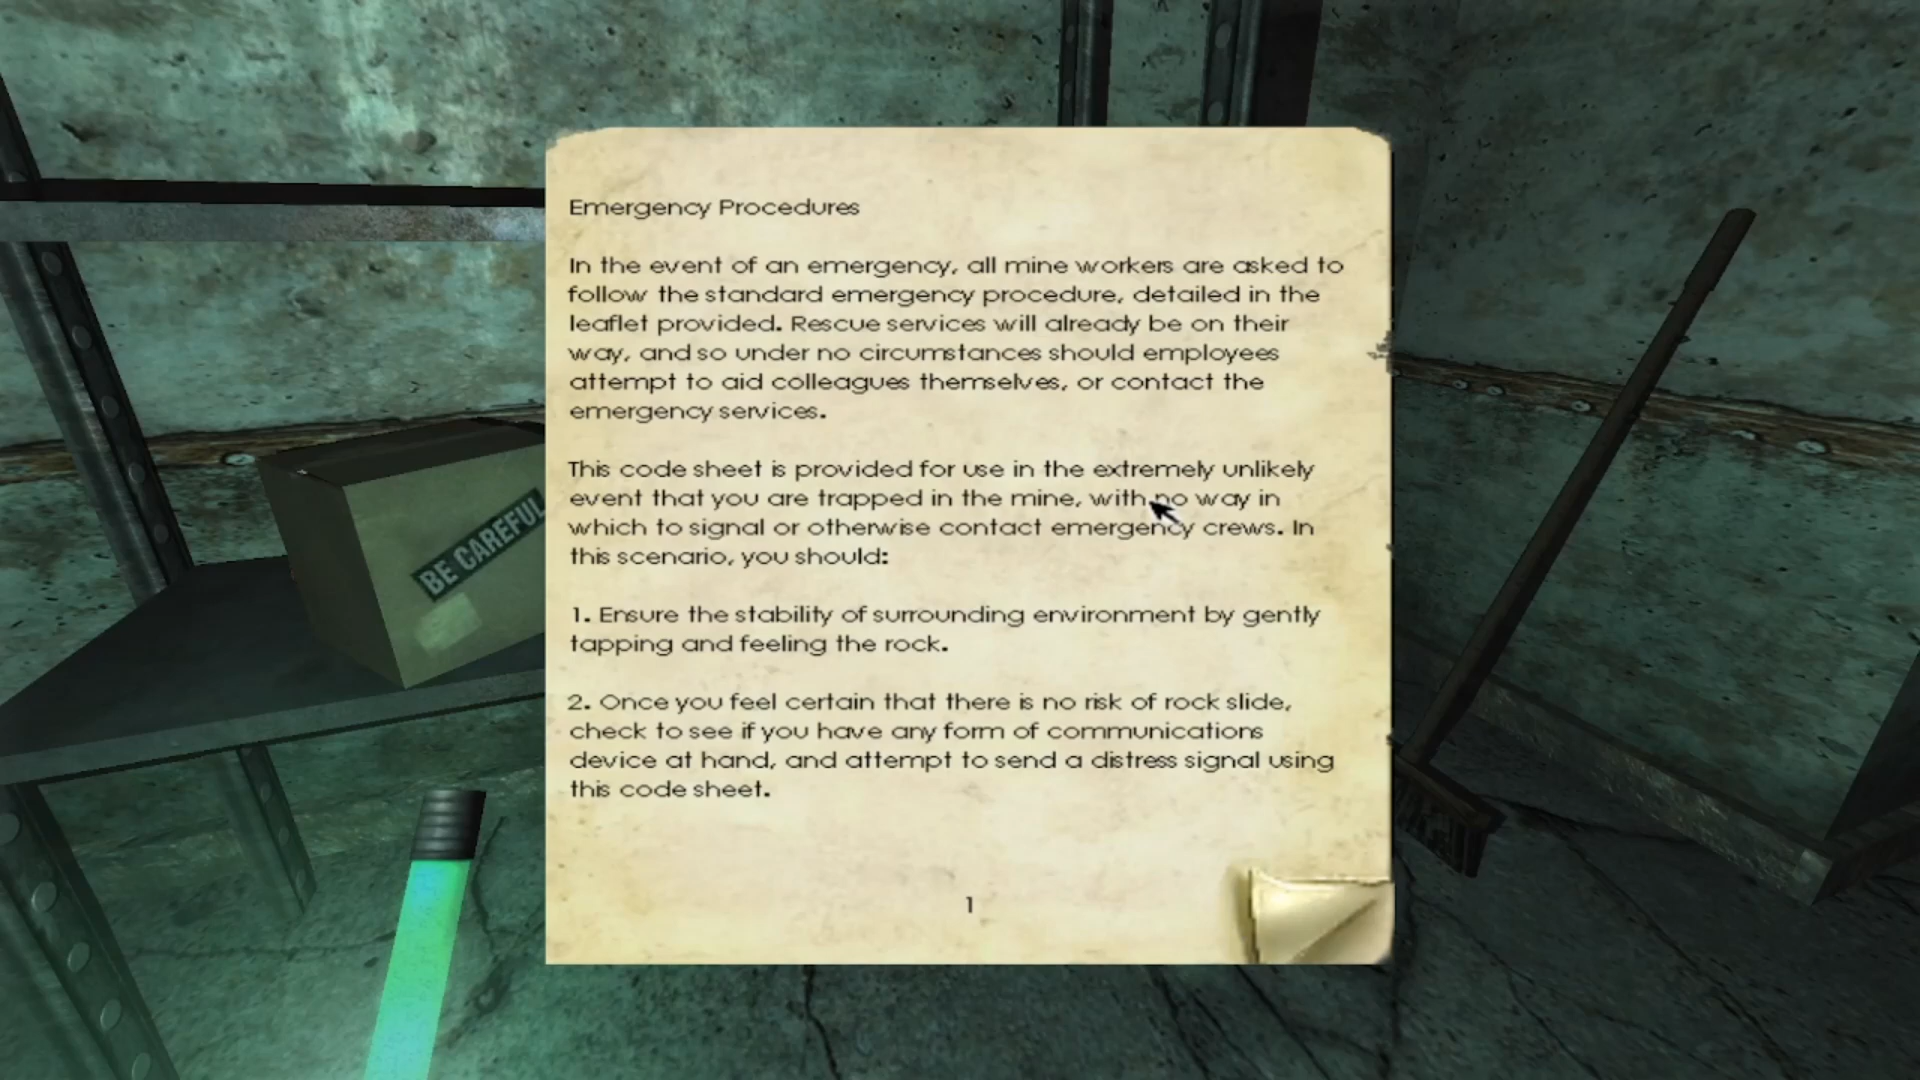 Emergency Procedures
In the event of an emergency, all mine workers are asked to
follow the standard emergency procedure, detailed in the
leaflet provided. Rescue services will already be on their
way, and so under no circumstances should employees
attempt to aid colleagues themselves, or contact the
emergency services.
This code sheet is provided for use in the extremely unlikely
event that you are trapped in the mine, with no way in
which to signal or otherwise contact emergency crews. In
this scenario, you should:
1. Ensure the stability of surrounding environment by gently
tapping and feeling the rock.
2. Once you feel certain that there is no risk of rock slide,
check to see if you have any form of communications
device at hand, and attempt to send a distress signal using
this code sheet.
1
BE CAREFUL